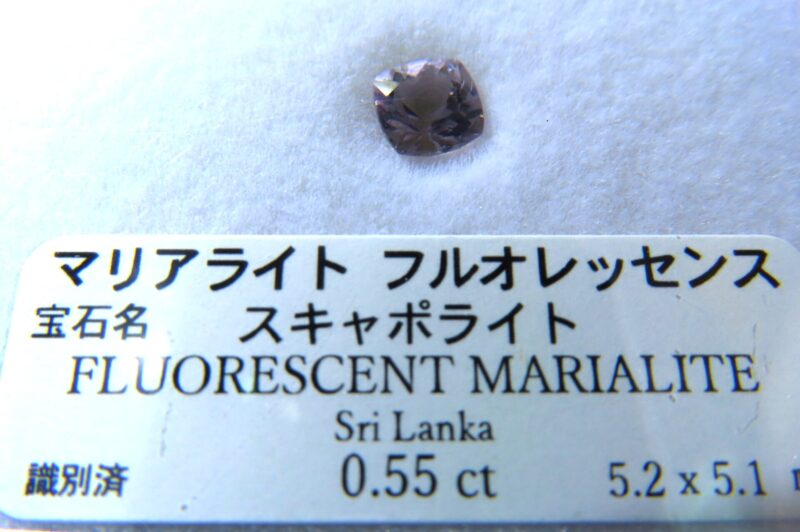 マリアライト フルオレッセンス
宝石名 スキャポライト
FLUORESCENT MARIALITE
Sri Lanka
識別済 0.55 ct 5.2 x 5.1